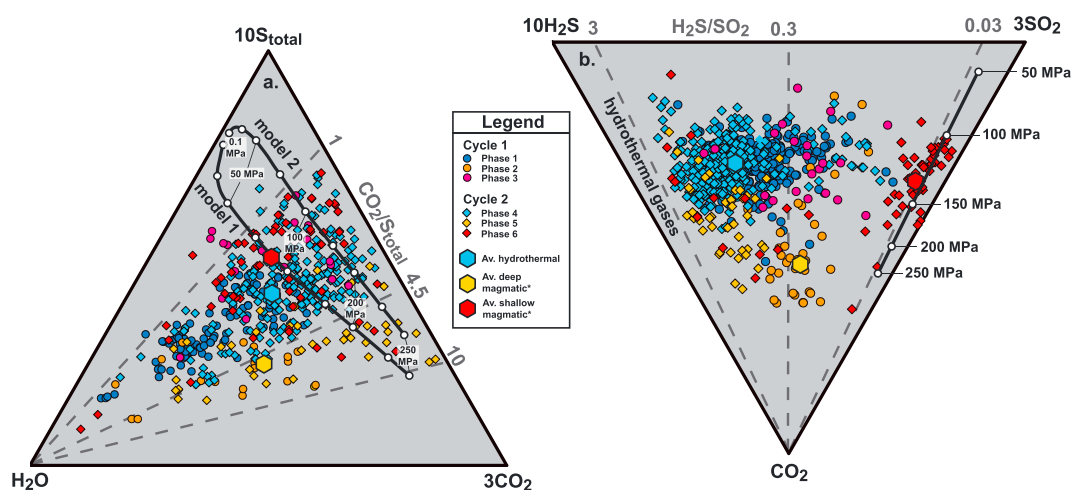 10Stotal
a.
0.1
MPa
model 2
1
50 MPa
model 1
100
MPa
CO2/Stotal
4.5
200
MPa
250
MPa
10
H2O
3CO2
Legend
Cycle 1
Phase 1
Phase 2
Phase 3
Cycle 2
Phase 4
Phase 5
Phase 6
Av. hydrothermal
Av. deep
magmatic*
Av. shallow
magmatic*
10H2S
3
H2S/SO2
0.3
0.03
3SO2
b.
hydrothermal gases
50 MPa
100 MPa
150 MPa
200 MPa
250 MPa
CO2